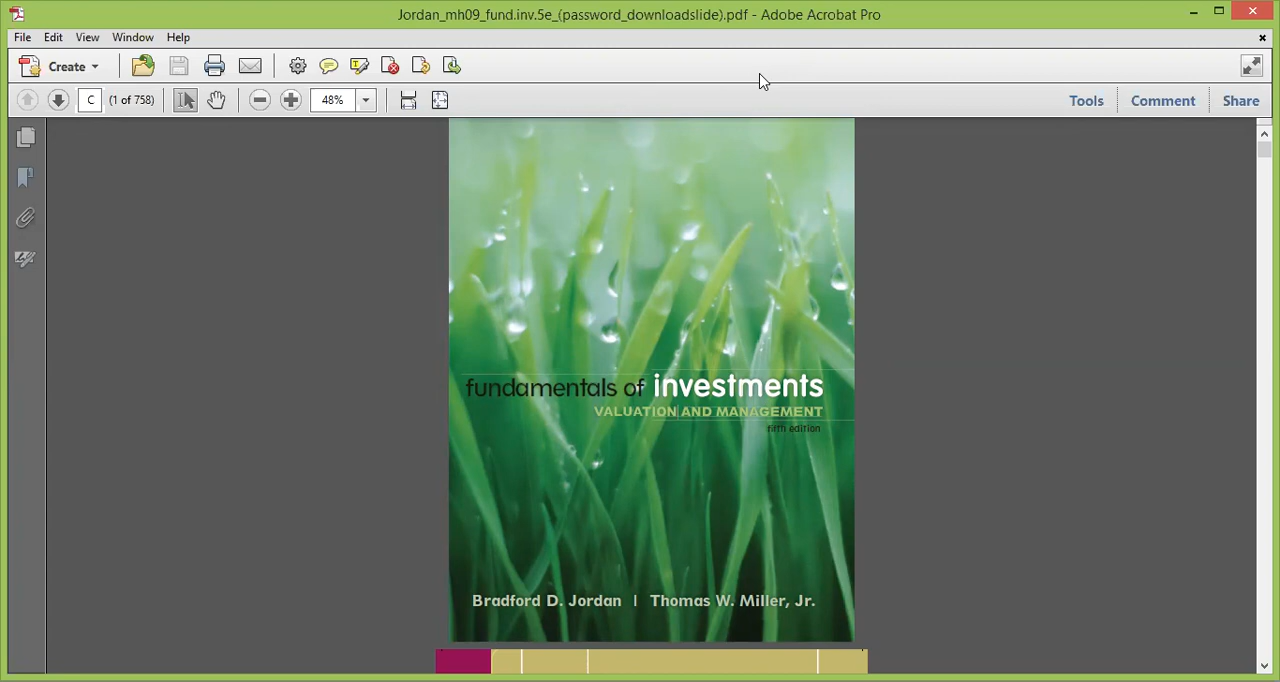 Jordan_mh09_fund.inv.5e_(password_downloadslide).pdf - Adobe Acrobat Pro
File Edit View Window Help
Create
C (1 of 758) 48% Tools Comment Share
fundamentals of investments
VALUATION AND MANAGEMENT
fifth edition
Bradford D. Jordan | Thomas W. Miller, Jr.